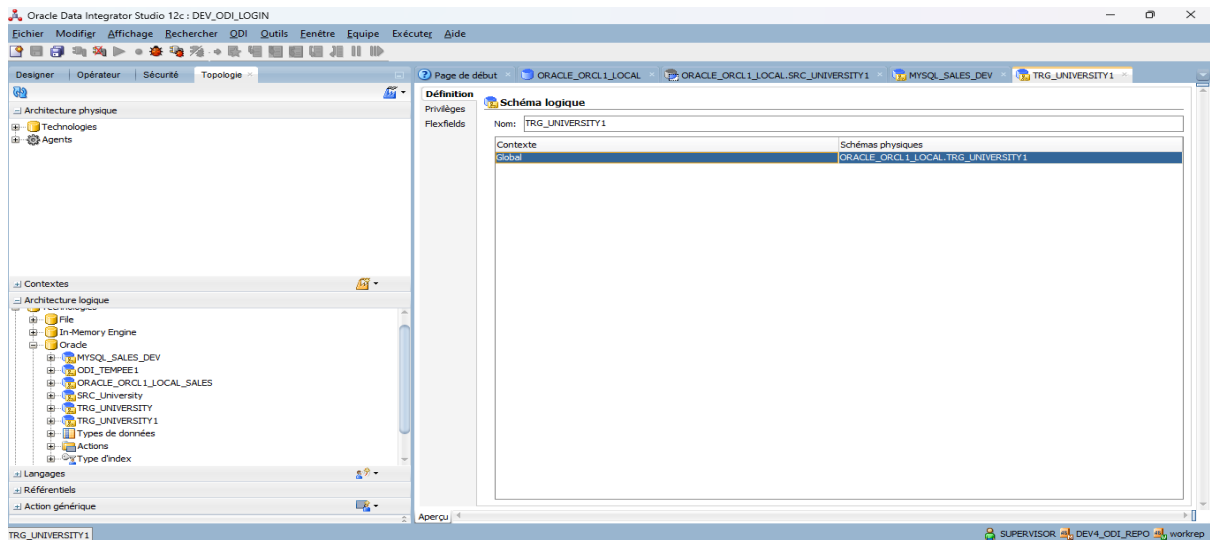 Oracle Data Integrator Studio 12c : DEV_ODI_LOGIN
Fichier Modifier Affichage Rechercher ODI Outils Fenêtre Equipe Exécuter Aide
Designer Opérateur Sécurité Topologie
Page de début ORACLE_ORCL1_LOCAL ORACLE_ORCL1_LOCAL.SRC_UNIVERSITY1 MYSQL_SALES_DEV TRG_UNIVERSITY1
Architecture physique
Technologies
Agents
Contextes
Architecture logique
Technologies
File
In-Memory Engine
Oracle
MYSQL_SALES_DEV
ODI_TEMPEE1
ORACLE_ORCL1_LOCAL_SALES
SRC_University
TRG_UNIVERSITY
TRG_UNIVERSITY1
Types de données
Actions
Type d'index
Langages
Référentiels
Action générique
Définition
Privilèges
Flexfields
Schéma logique
Nom: TRG_UNIVERSITY1
Contexte Schémas physiques
Global ORACLE_ORCL1_LOCAL.TRG_UNIVERSITY1
Aperçu
TRG_UNIVERSITY1
SUPERVISOR DEV4_ODI_REPO workrep